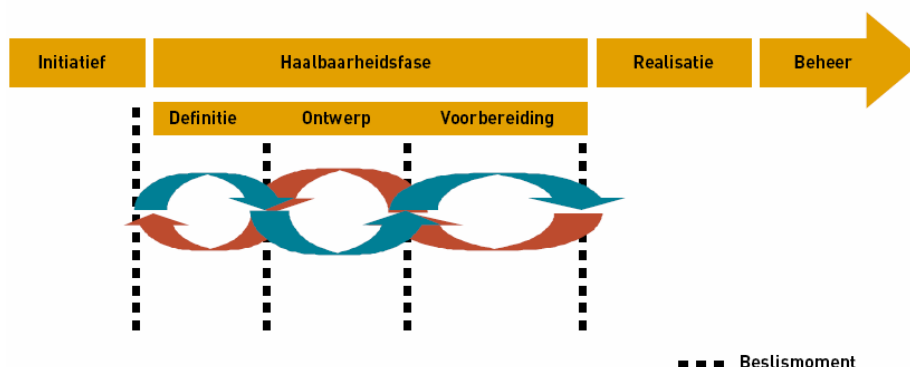 Initiatief Haalbaarheidsfase Realisatie Beheer
Definitie Ontwerp Voorbereiding
Beslismoment